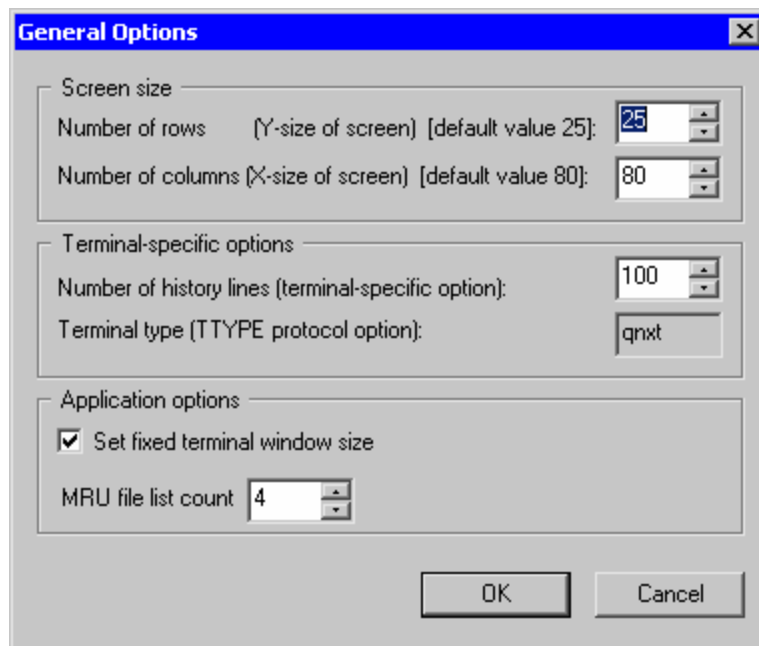 General Options
Screen size
Number of rows (Y-size of screen) [default value 25]: 25
Number of columns (X-size of screen) [default value 80]: 80
Terminal-specific options
Number of history lines (terminal-specific option): 100
Terminal type (TTYPE protocol option): qnxt
Application options
Set fixed terminal window size
MRU file list count 4
OK Cancel